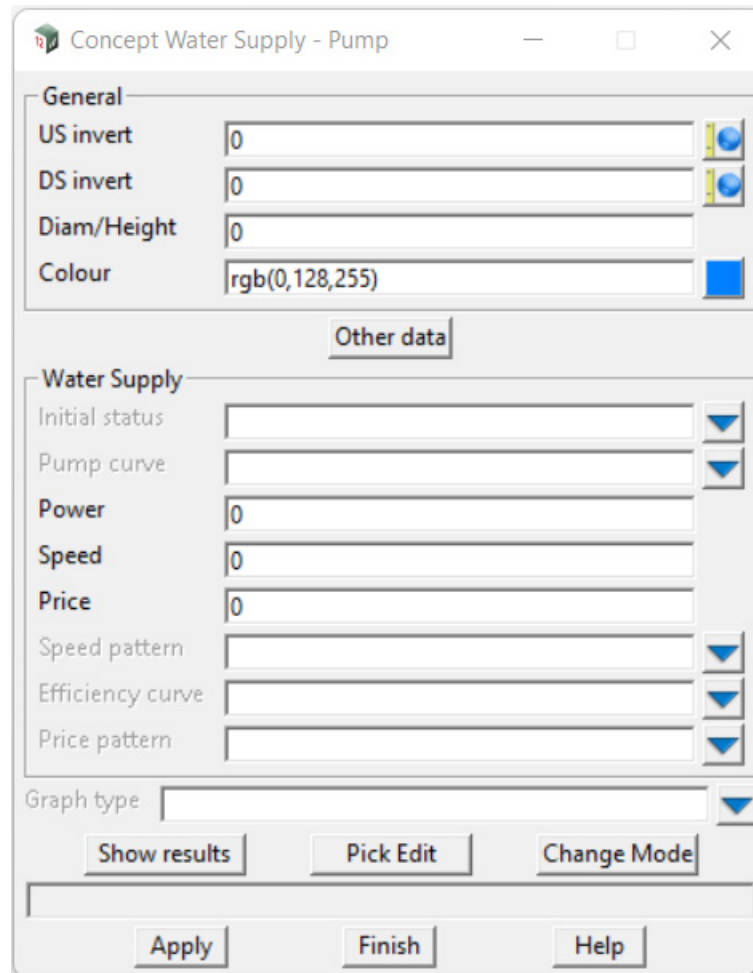 Concept Water Supply - Pump
General
US invert 0
DS invert 0
Diam/Height 0
Colour rgb(0,128,255)
Other data
Water Supply
Initial status
Pump curve
Power 0
Speed 0
Price 0
Speed pattern
Efficiency curve
Price pattern
Graph type
Show results Pick Edit Change Mode
Apply Finish Help